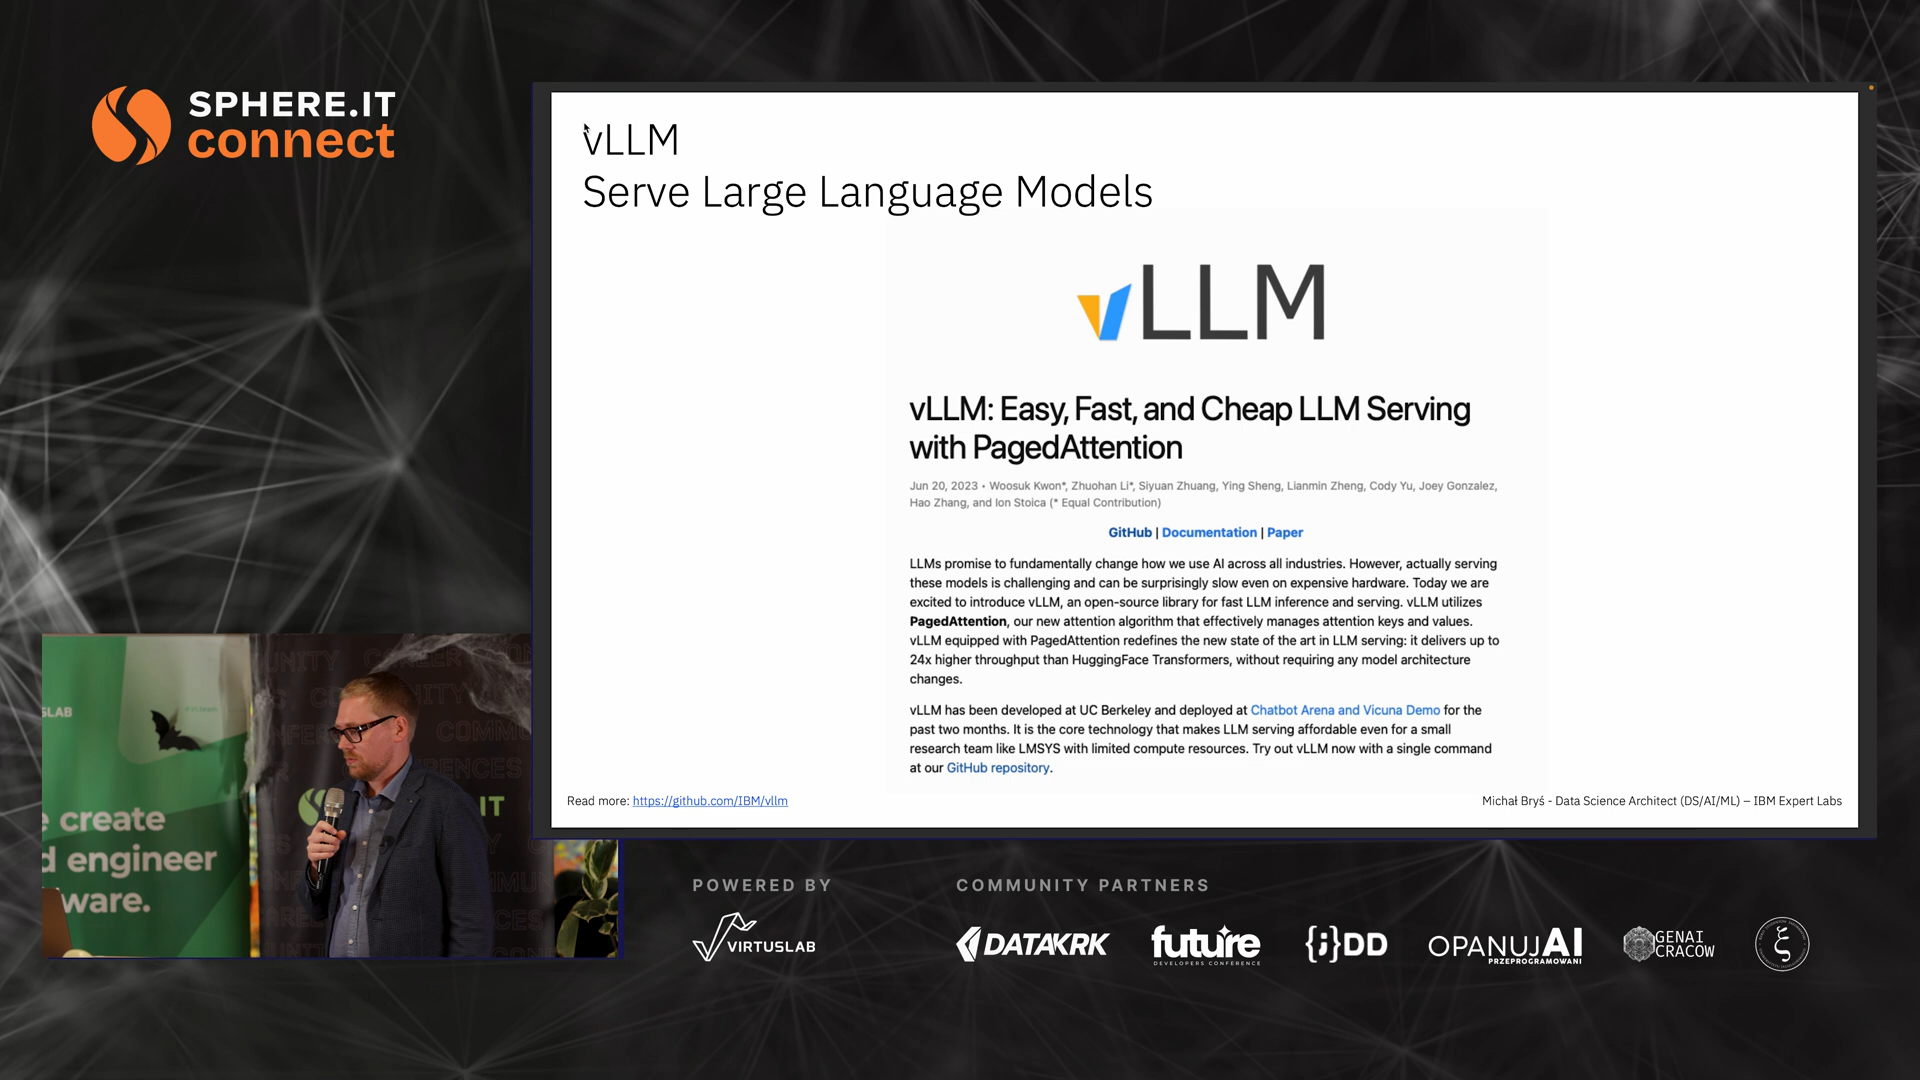 SPHERE.IT
connect
vLLM
Serve Large Language Models
vLLM
vLLM: Easy, Fast, and Cheap LLM Serving
with PagedAttention
Jun 20, 2023 • Woosuk Kwon*, Zhuohan Li*, Siyuan Zhuang, Ying Sheng, Lianmin Zheng, Cody Yu, Joey Gonzalez,
Hao Zhang, and Ion Stoica (* Equal Contribution)
GitHub | Documentation | Paper
LLMs promise to fundamentally change how we use AI across all industries. However, actually serving
these models is challenging and can be surprisingly slow even on expensive hardware. Today we are
excited to introduce vLLM, an open-source library for fast LLM inference and serving. vLLM utilizes
PagedAttention, our new attention algorithm that effectively manages attention keys and values.
vLLM equipped with PagedAttention redefines the new state of the art in LLM serving: it delivers up to
24x higher throughput than HuggingFace Transformers, without requiring any model architecture
changes.
vLLM has been developed at UC Berkeley and deployed at Chatbot Arena and Vicuna Demo for the
past two months. It is the core technology that makes LLM serving affordable even for a small
research team like LMSYS with limited compute resources. Try out vLLM now with a single command
at our GitHub repository.
Read more: https://github.com/IBM/vllm
Michał Bryś - Data Science Architect (DS/AI/ML) – IBM Expert Labs
SLAB
create
d engineer
ware.
IT
POWERED BY
VIRTUSLAB
COMMUNITY PARTNERS
DATAKRK
future
DEVELOPERS CONFERENCE
{;}DD
OPANUJAI
PRZEPROGRAMOWANI
GENAI
CRACOW